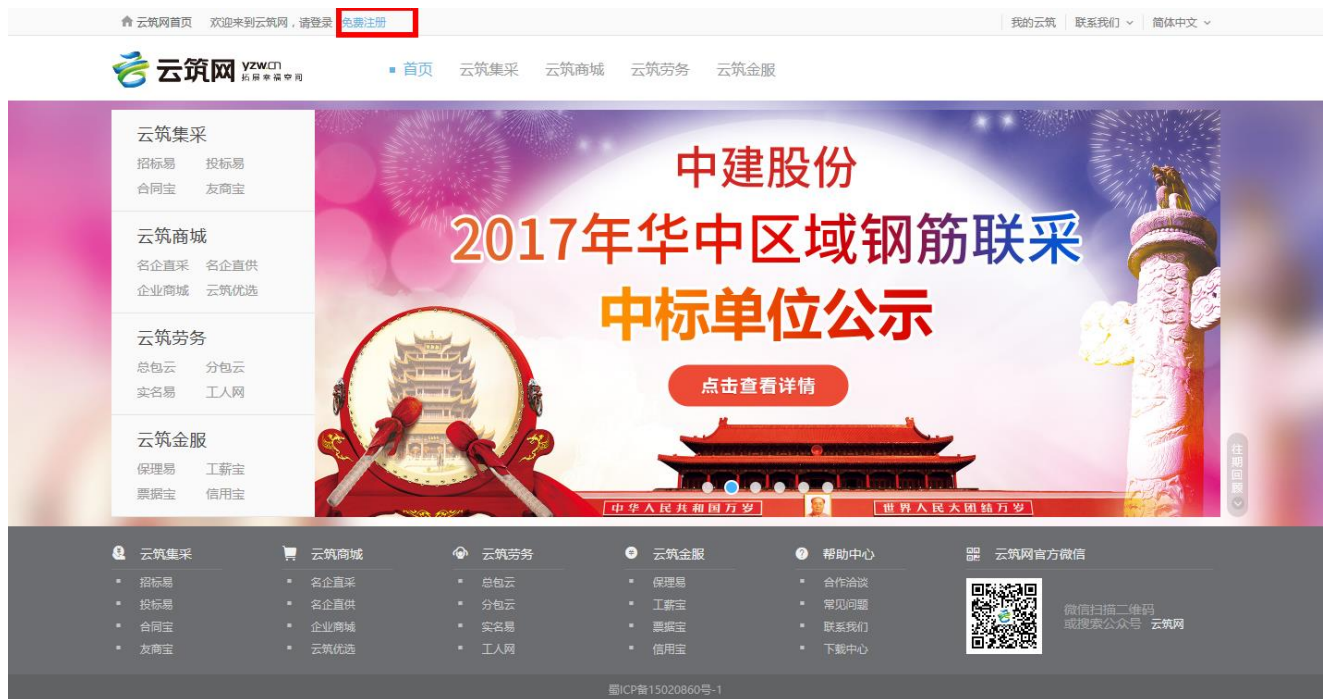 云筑网首页 欢迎来到云筑网，请登录 免费注册 我的云筑 联系我们 简体中文
云筑网 yzw.cn 拓展幸福空间
首页 云筑集采 云筑商城 云筑劳务 云筑金服
云筑集采
招标易 投标易
合同宝 友商宝
云筑商城
名企直采 名企直供
企业商城 云筑优选
云筑劳务
总包云 分包云
实名易 工人网
云筑金服
保理易 工薪宝
票据宝 信用宝
中建股份
2017年华中区域钢筋联采
中标单位公示
点击查看详情
中华人民共和国万岁 世界人民大团结万岁
往期回顾
云筑集采 云筑商城 云筑劳务 云筑金服 帮助中心 云筑网官方微信
招标易 名企直采 总包云 保理易 合作洽谈
投标易 名企直供 分包云 工薪宝 常见问题
合同宝 企业商城 实名易 票据宝 联系我们
友商宝 云筑优选 工人网 信用宝 下载中心
微信扫描二维码
或搜索公众号 云筑网
蜀ICP备15020860号-1